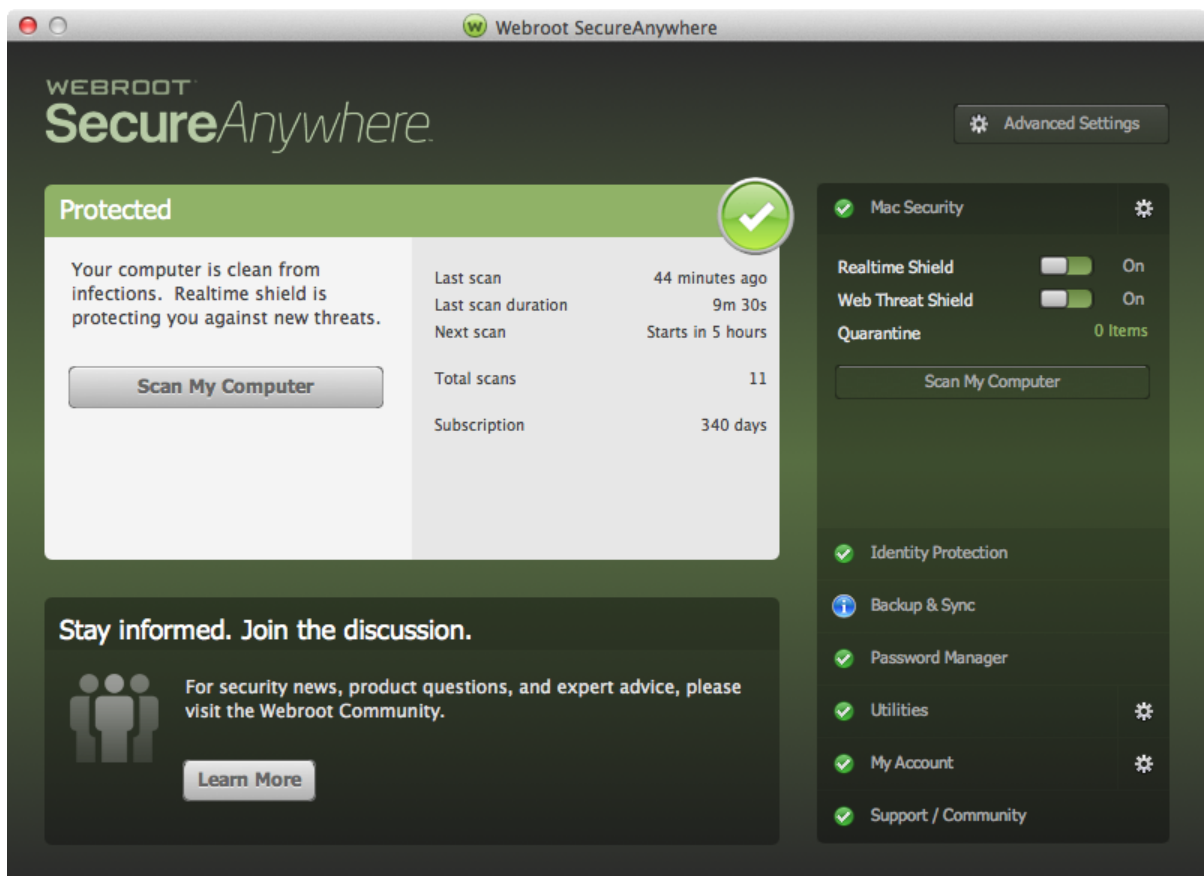 Webroot SecureAnywhere
WEBROOT
SecureAnywhere.
Advanced Settings
Protected
Your computer is clean from
infections.  Realtime shield is
protecting you against new threats.
Scan My Computer
Last scan 44 minutes ago
Last scan duration 9m 30s
Next scan Starts in 5 hours
Total scans 11
Subscription 340 days
Mac Security
Realtime Shield On
Web Threat Shield On
Quarantine 0 Items
Scan My Computer
Identity Protection
Backup & Sync
Password Manager
Utilities
My Account
Support / Community
Stay informed. Join the discussion.
For security news, product questions, and expert advice, please
visit the Webroot Community.
Learn More